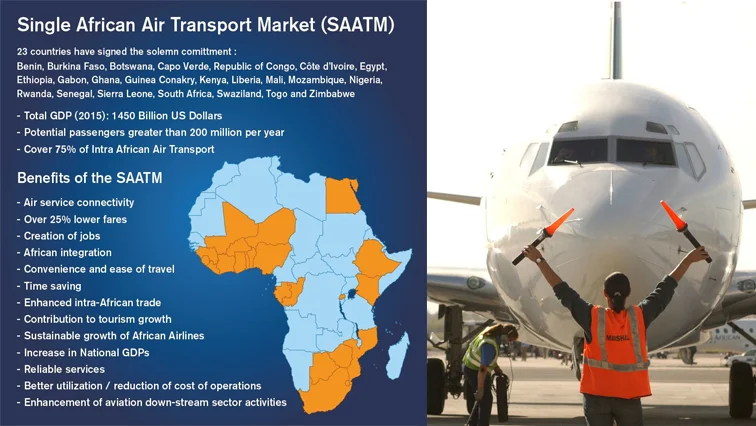 Single African Air Transport Market (SAATM)
23 countries have signed the solemn comittment :
Benin, Burkina Faso, Botswana, Capo Verde, Republic of Congo, Côte d'Ivoire, Egypt,
Ethiopia, Gabon, Ghana, Guinea Conakry, Kenya, Liberia, Mali, Mozambique, Nigeria,
Rwanda, Senegal, Sierra Leone, South Africa, Swaziland, Togo and Zimbabwe
- Total GDP (2015): 1450 Billion US Dollars
- Potential passengers greater than 200 million per year
- Cover 75% of Intra African Air Transport
Benefits of the SAATM
- Air service connectivity
- Over 25% lower fares
- Creation of jobs
- African integration
- Convenience and ease of travel
- Time saving
- Enhanced intra-African trade
- Contribution to tourism growth
- Sustainable growth of African Airlines
- Increase in National GDPs
- Reliable services
- Better utilization / reduction of cost of operations
- Enhancement of aviation down-stream sector activities
MARSHAL